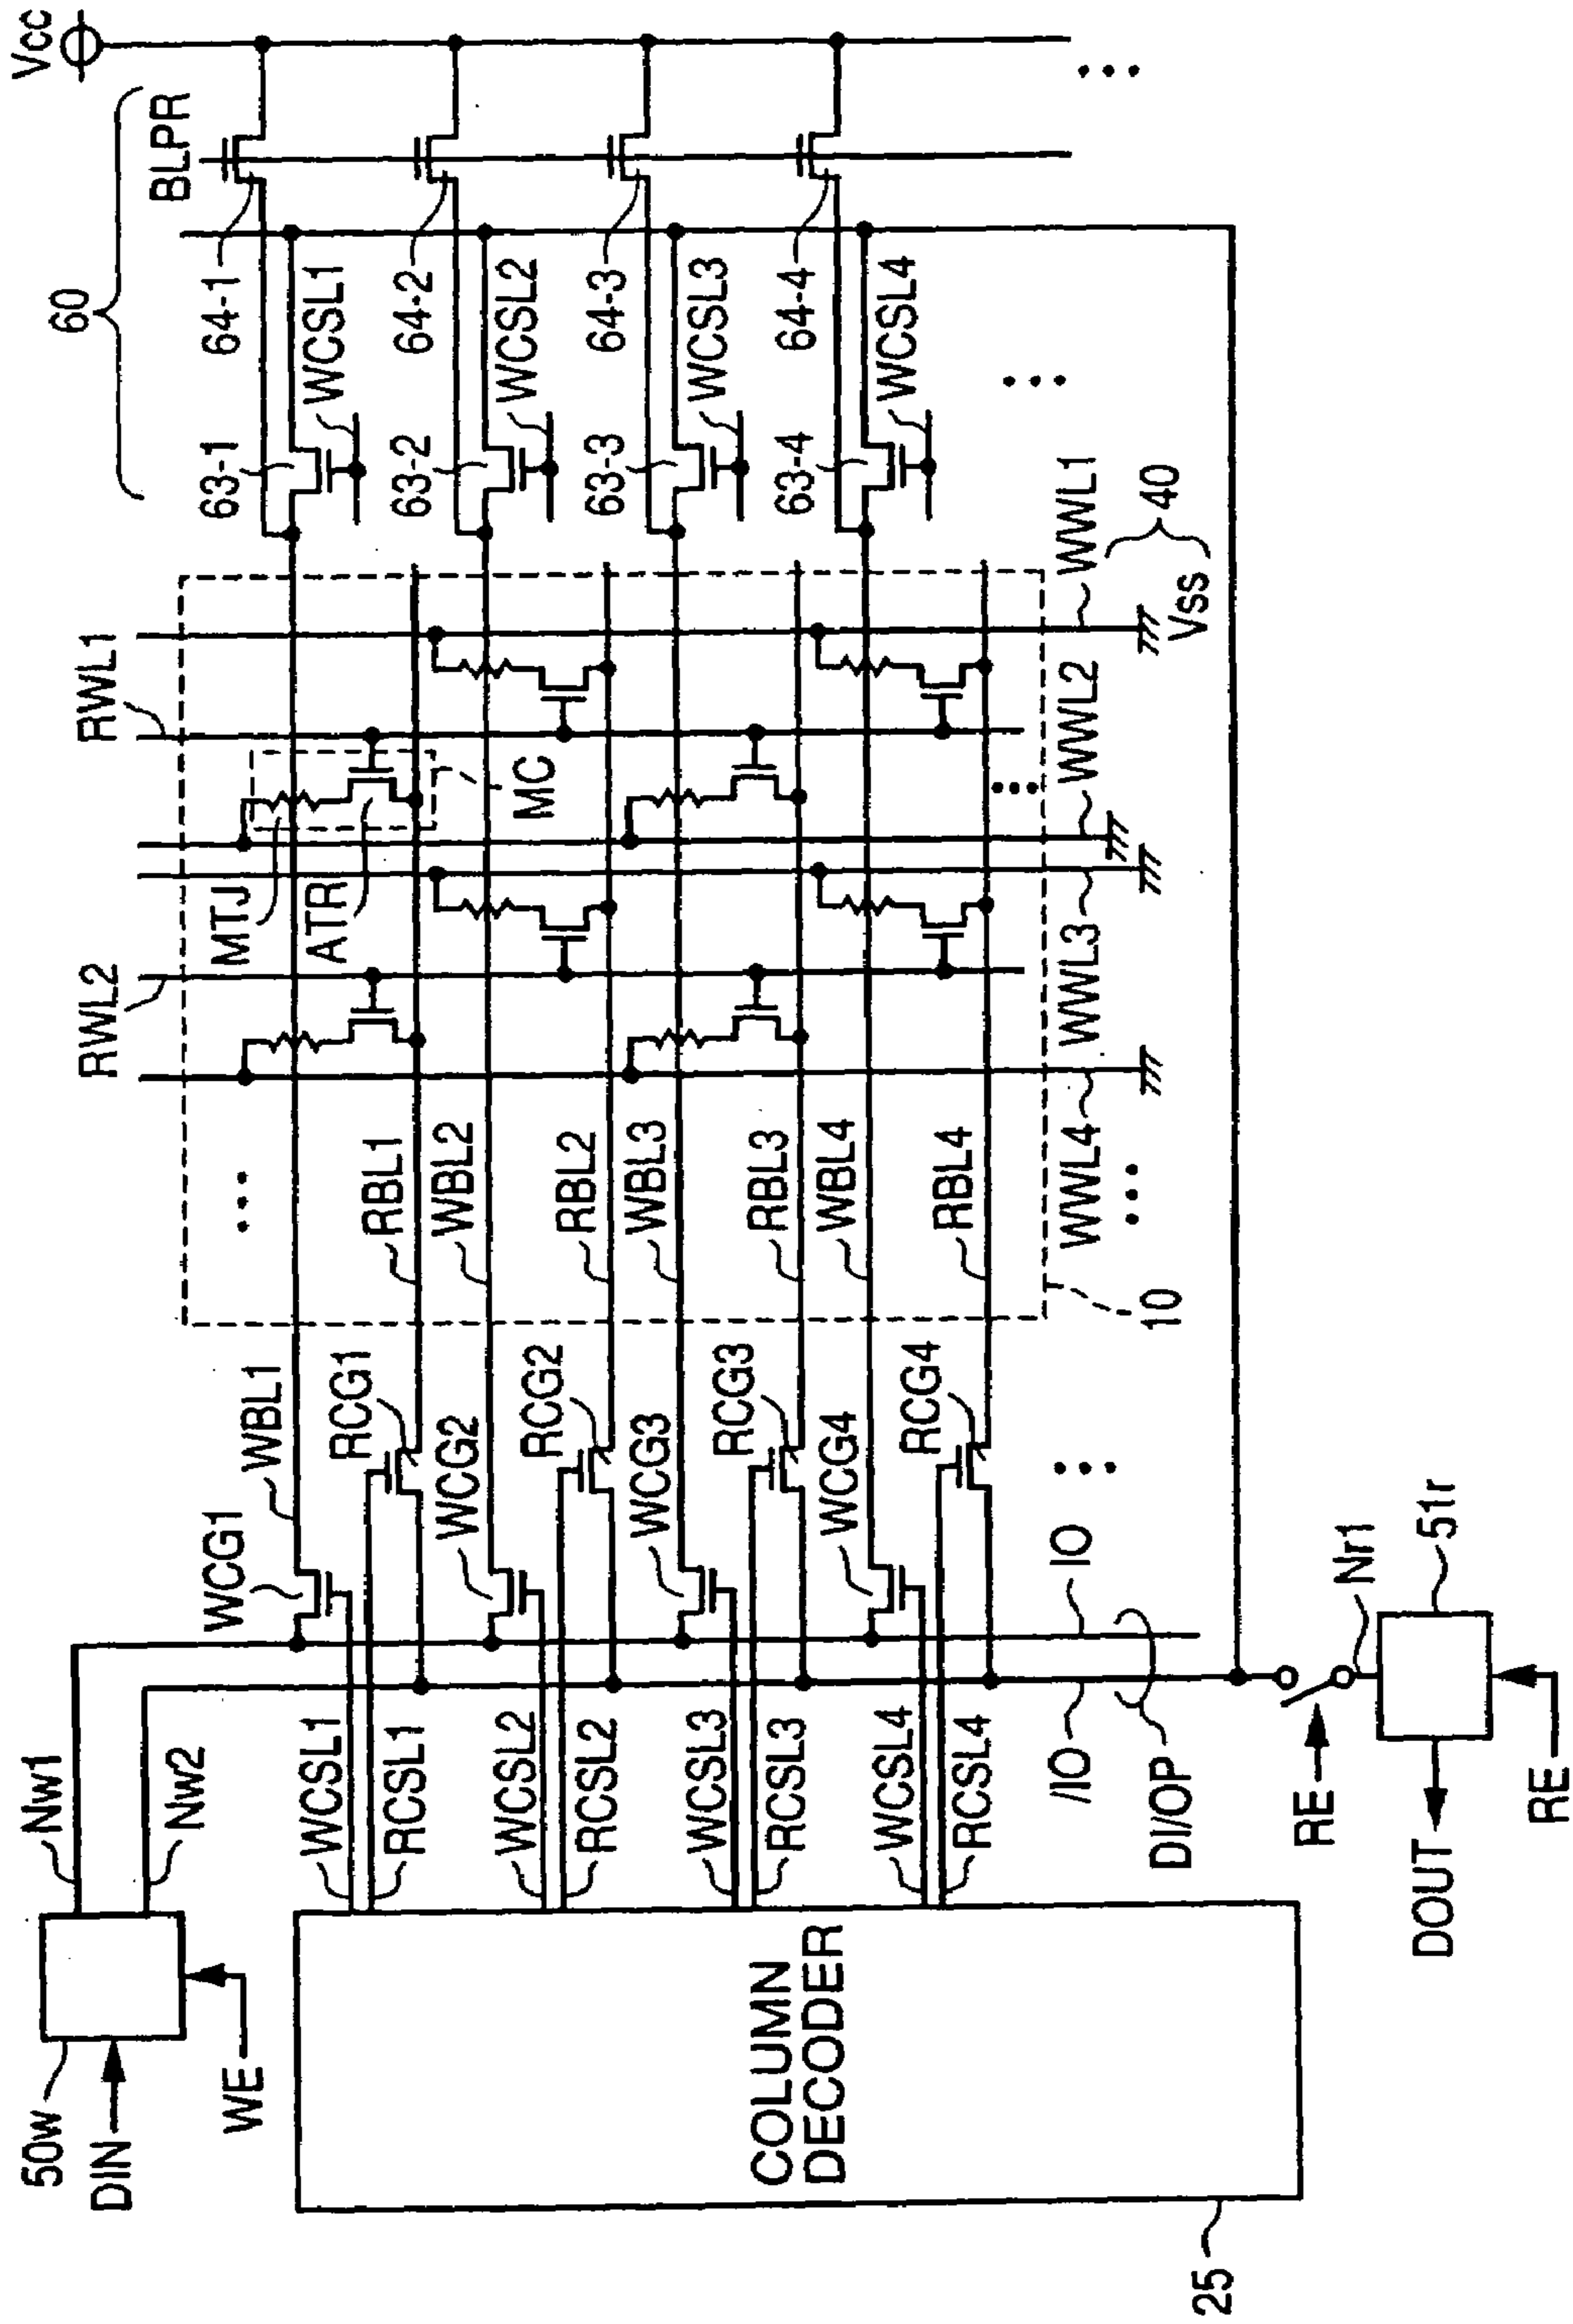 Vcc
60
BLPR
64-1
64-2
64-3
64-4
63-1
WCSL1
63-2
WCSL2
63-3
WCSL3
63-4
WCSL4
RWL1
RWL2
MTJ
ATR
MC
WWL1
40
Vss
WWL2
WWL3
WWL4
10
RBL1
WBL2
RBL2
WBL3
RBL3
WBL4
RBL4
WBL1
WCG1
RCG1
WCG2
RCG2
WCG3
RCG3
WCG4
RCG4
IO
/IO
DI/OP
Nr1
51r
RE
DOUT
RE
Nw1
Nw2
WCSL1
RCSL1
WCSL2
RCSL2
WCSL3
RCSL3
WCSL4
RCSL4
50w
DIN
WE
COLUMN
DECODER
25